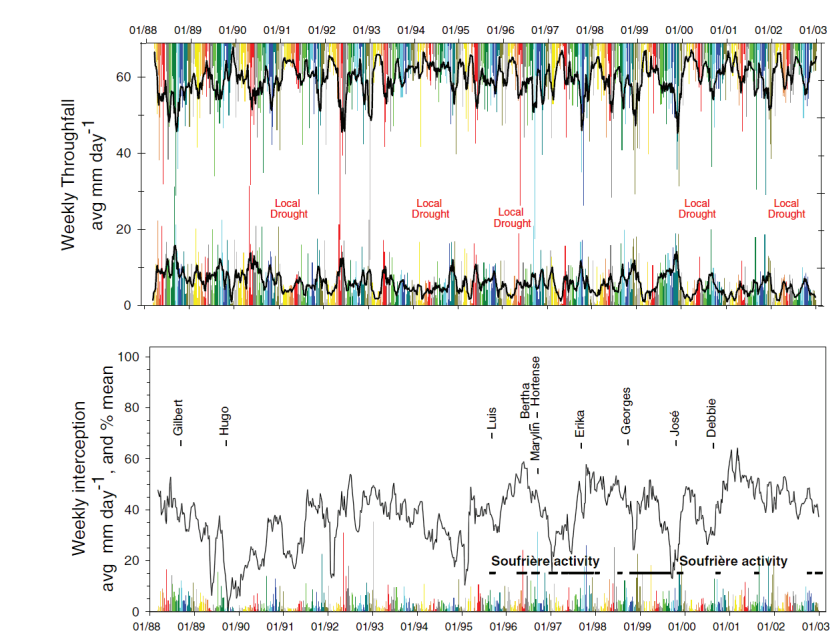 01/88 01/89 01/90 01/91 01/92 01/93 01/94 01/95 01/96 01/97 01/98 01/99 01/00 01/01 01/02 01/03
Weekly Throughfall
avg mm day-1
60
40
20
0
Local
Drought
Local
Drought
Local
Drought
Local
Drought
Local
Drought
Weekly interception
avg mm day-1, and % mean
100
80
60
40
20
0
Gilbert
Hugo
Luis
Bertha
Marylin – Hortense
Erika
Georges
José
Debbie
Soufrière activity
Soufrière activity
01/88 01/89 01/90 01/91 01/92 01/93 01/94 01/95 01/96 01/97 01/98 01/99 01/00 01/01 01/02 01/03